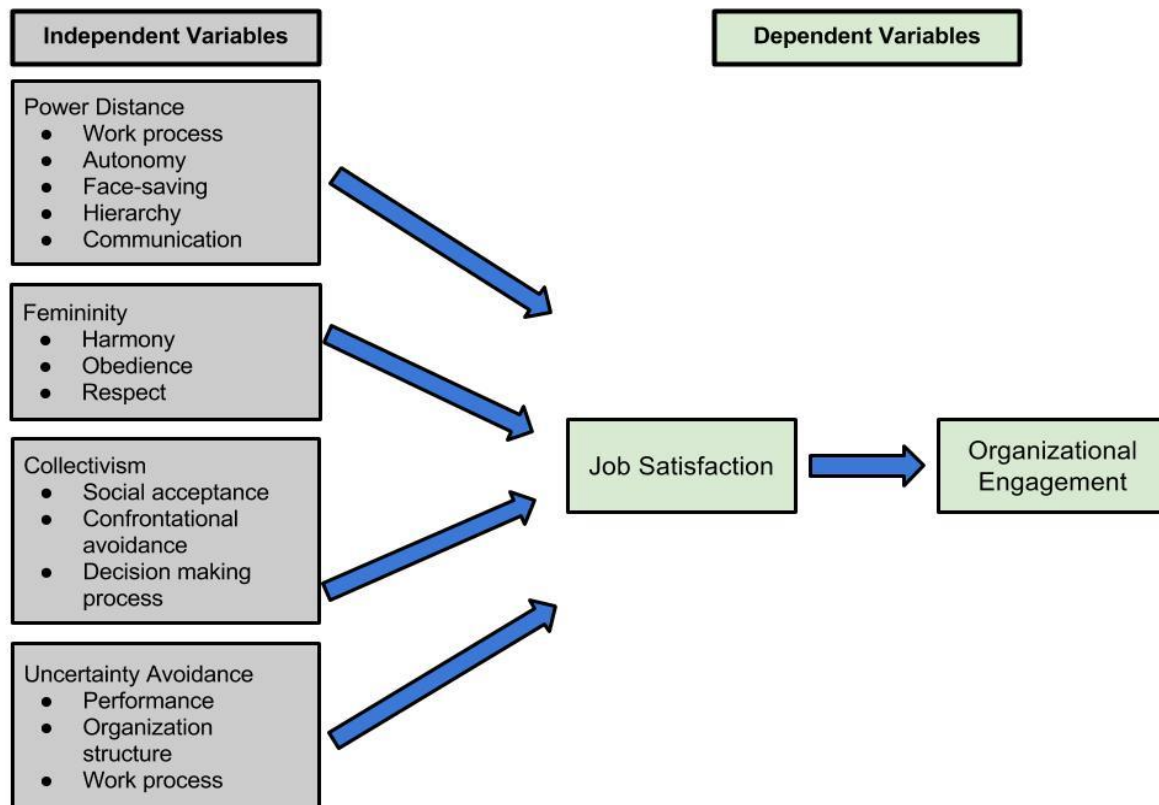 Independent Variables
Dependent Variables
Power Distance
● Work process
● Autonomy
● Face-saving
● Hierarchy
● Communication
Femininity
● Harmony
● Obedience
● Respect
Collectivism
● Social acceptance
● Confrontational
avoidance
● Decision making
process
Uncertainty Avoidance
● Performance
● Organization
structure
● Work process
Job Satisfaction
Organizational
Engagement